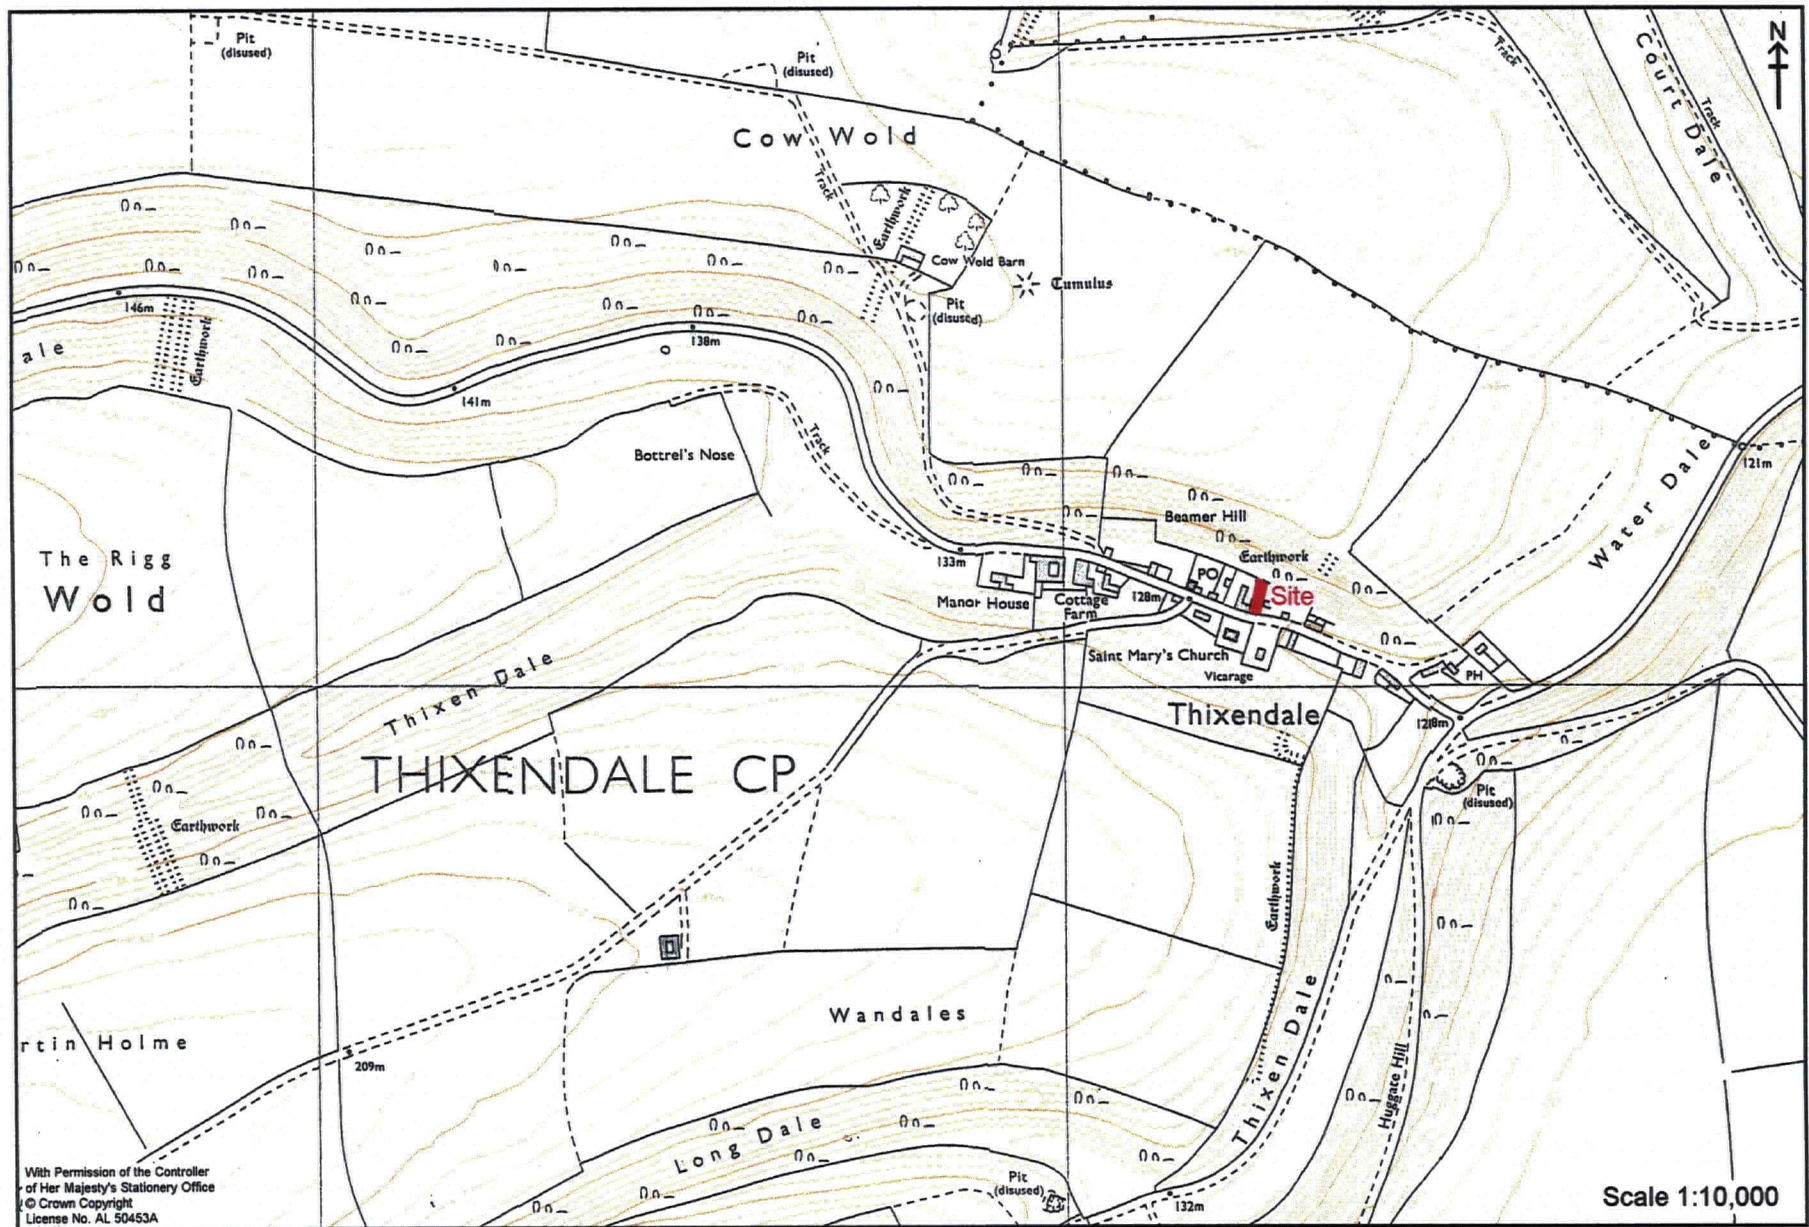 Pit
(disused)
Pit
(disused)
Track
N
Court Dale
Track
Cow Wold
Track
Earthwork
Cow Wold Barn
Tumulus
Pit
(disused)
146m
Earthwork
ale
138m
141m
Track
Bottrel's Nose
121m
Water Dale
Beamer Hill
Earthwork
The Rigg
Wold
133m
PO
Site
Manor House
Cottage
Farm
128m
Saint Mary's Church
Vicarage
PH
Thixen Dale
Thixendale
128m
THIXENDALE CP
Pit
(disused)
Earthwork
Earthwork
Wandales
Thixen Dale
rtin Holme
209m
Huggate Hill
Long Dale
Pit
(disused)
132m
With Permission of the Controller
of Her Majesty's Stationery Office
© Crown Copyright
License No. AL 50453A
Scale 1:10,000